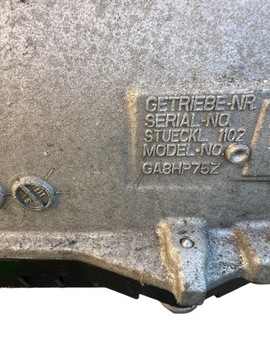 GETRIEBE-NR
SERIAL-NO
STUECKL. 1102
MODEL-NO.
GA8HP75Z